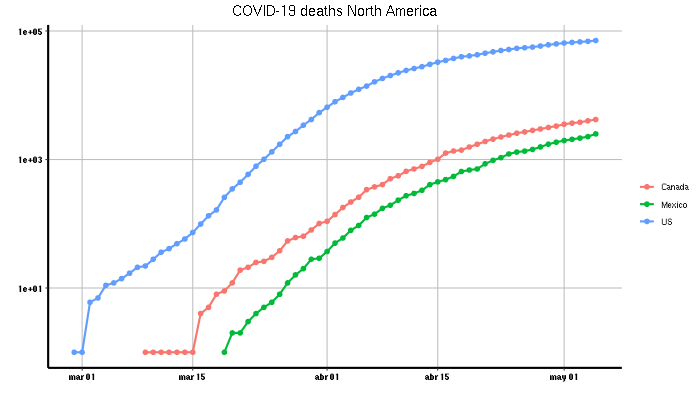 COVID-19 deaths North America
1e+05
1e+03
1e+01
mar 01
mar 15
abr 01
abr 15
may 01
Canada
Mexico
US